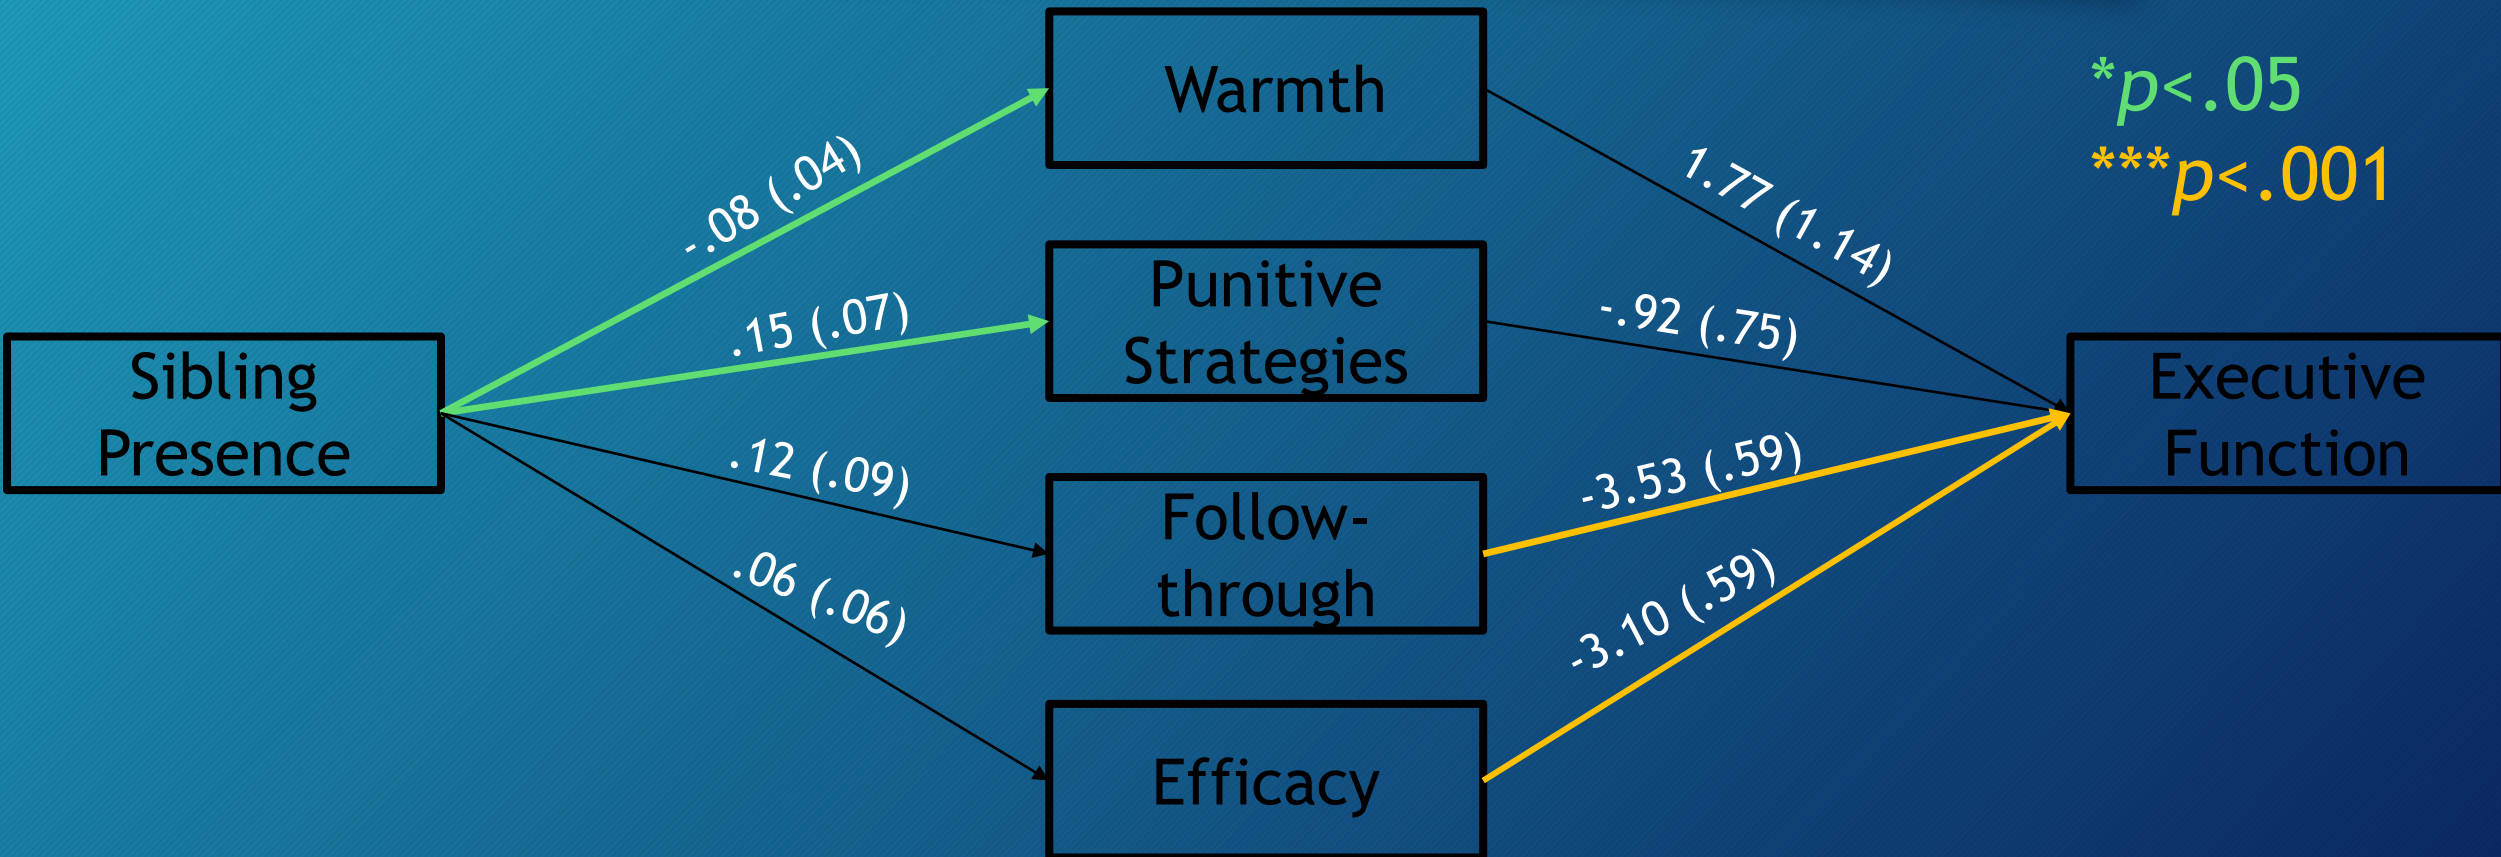 Warmth
*p<.05
***p<.001
-.08 (.04)
1.77 (1.14)
Punitive
Strategies
.15 (.07)
-.92 (.75)
Sibling
Presence
Executive
Function
.12 (.09)
-3.53 (.59)
Follow-
through
.06 (.06)
-3.10 (.59)
Efficacy